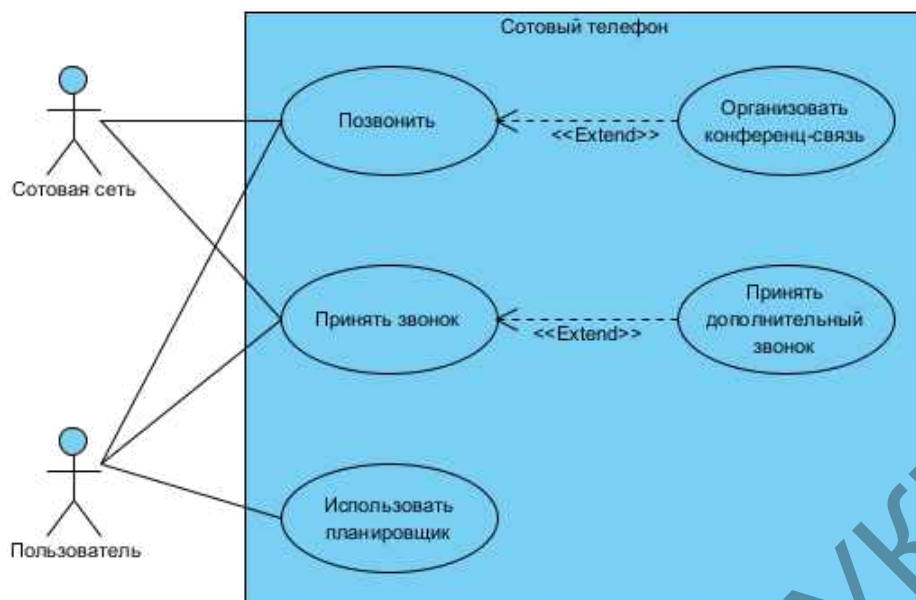 Сотовый телефон
Сотовая сеть
Позвонить
<<Extend>>
Организовать
конференц-связь
Принять звонок
<<Extend>>
Принять
дополнительный
звонок
Пользователь
Использовать
планировщик